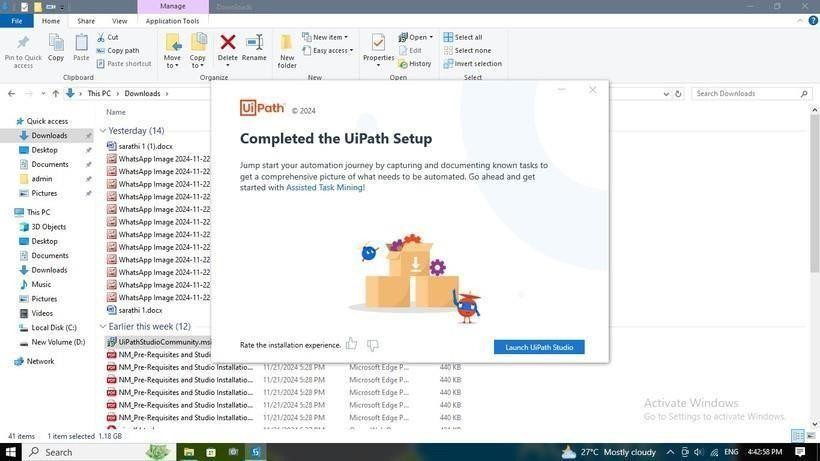 Manage
Downloads
File
Home
Share
View
Application Tools
Pin to Quick access
Copy
Paste
Cut
Copy path
Paste shortcut
Clipboard
Move to
Copy to
Delete
Rename
Organize
New folder
New item
Easy access
New
Properties
Open
Edit
History
Open
Select all
Select none
Invert selection
Select
This PC
Downloads
Search Downloads
Quick access
Downloads
Desktop
Documents
admin
Pictures
This PC
3D Objects
Desktop
Documents
Downloads
Music
Pictures
Videos
Local Disk (C:)
New Volume (D:)
Network
Name
Yesterday (14)
sarathi 1 (1).docx
WhatsApp Image 2024-11-22
WhatsApp Image 2024-11-22
WhatsApp Image 2024-11-22
WhatsApp Image 2024-11-22
WhatsApp Image 2024-11-22
WhatsApp Image 2024-11-22
WhatsApp Image 2024-11-22
WhatsApp Image 2024-11-22
WhatsApp Image 2024-11-22
WhatsApp Image 2024-11-22
WhatsApp Image 2024-11-22
WhatsApp Image 2024-11-22
sarathi 1.docx
Earlier this week (12)
UiPathStudioCommunity.msi
NM_Pre-Requisites and Studio
NM_Pre-Requisites and Studio Installatio... 11/21/2024 5:28 PM Microsoft Edge P... 440 KB
NM_Pre-Requisites and Studio Installatio... 11/21/2024 5:28 PM Microsoft Edge P... 440 KB
NM_Pre-Requisites and Studio Installatio... 11/21/2024 5:28 PM Microsoft Edge P... 440 KB
NM_Pre-Requisites and Studio Installatio... 11/21/2024 5:28 PM Microsoft Edge P... 440 KB
NM_Pre-Requisites and Studio Installatio... 11/21/2024 5:28 PM Microsoft Edge P... 440 KB
UiPath © 2024
Completed the UiPath Setup
Jump start your automation journey by capturing and documenting known tasks to
get a comprehensive picture of what needs to be automated. Go ahead and get
started with Assisted Task Mining!
Rate the installation experience.
Launch UiPath Studio
Activate Windows
Go to Settings to activate Windows.
41 items 1 item selected 1.18 GB
Search
27°C Mostly cloudy
ENG
4:42:58 PM